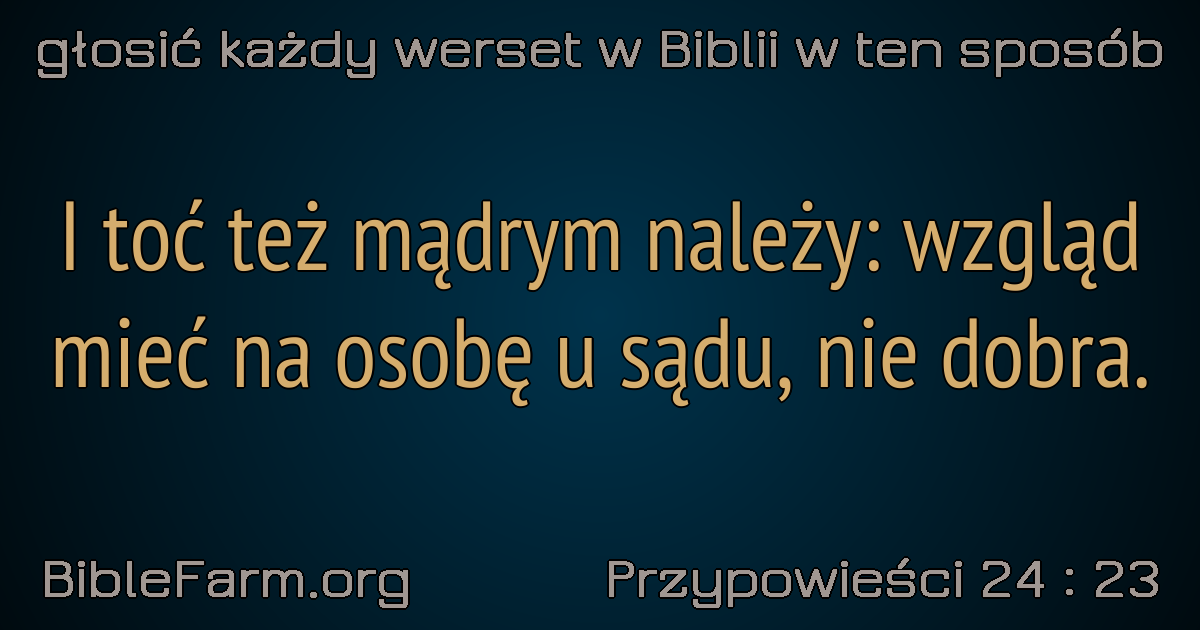 głosić każdy werset w Biblii w ten sposób
I toć też mądrym należy: wzgląd
mieć na osobę u sądu, nie dobra.
BibleFarm.org
Przypowieści 24 : 23